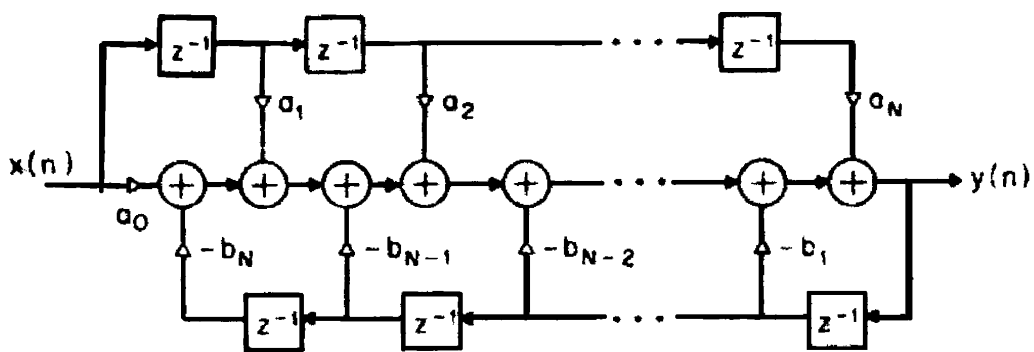 z⁻¹ z⁻¹ · · · z⁻¹
a₁ a₂ a_N
x(n) + + + + + · · · + + y(n)
a₀
-b_N -b_{N-1} -b_{N-2} -b₁
z⁻¹ z⁻¹ · · · z⁻¹